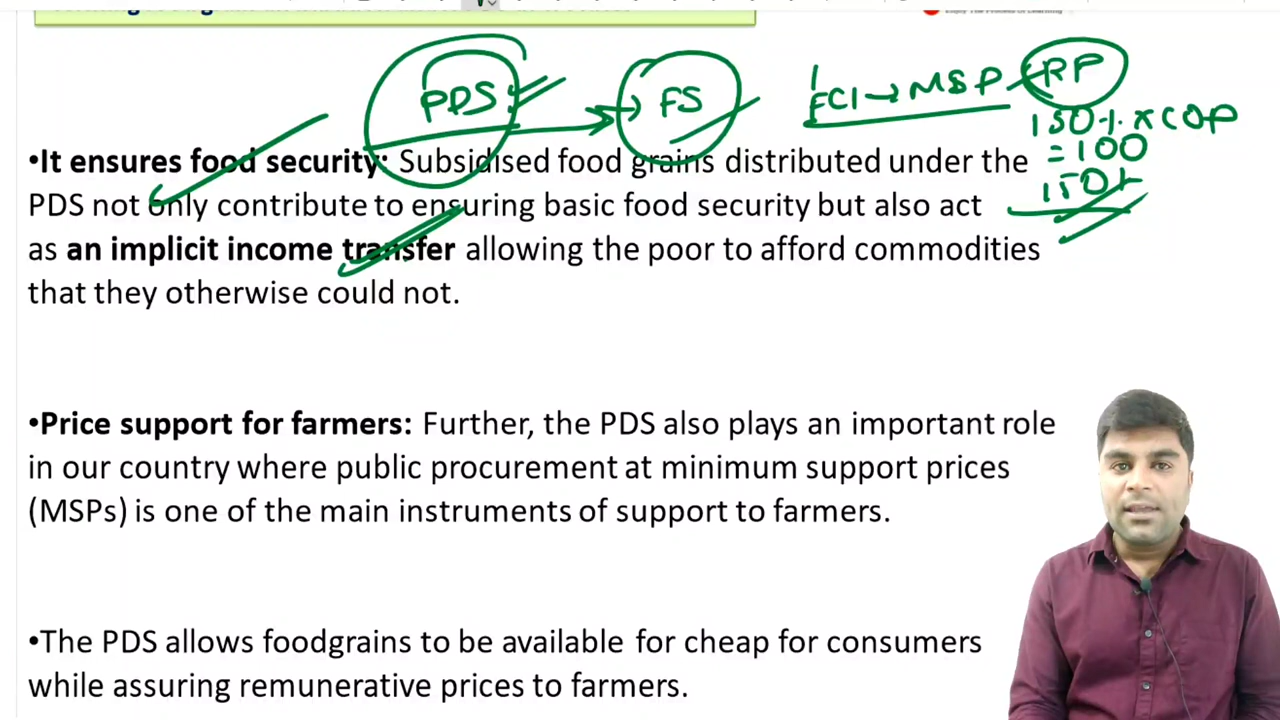 Enjoy The Process Of Learning
PDS → FS
FCI → MSP
RP
150% x COP
= 100
150%
•It ensures food security: Subsidised food grains distributed under the
PDS not only contribute to ensuring basic food security but also act
as an implicit income transfer allowing the poor to afford commodities
that they otherwise could not.
•Price support for farmers: Further, the PDS also plays an important role
in our country where public procurement at minimum support prices
(MSPs) is one of the main instruments of support to farmers.
•The PDS allows foodgrains to be available for cheap for consumers
while assuring remunerative prices to farmers.